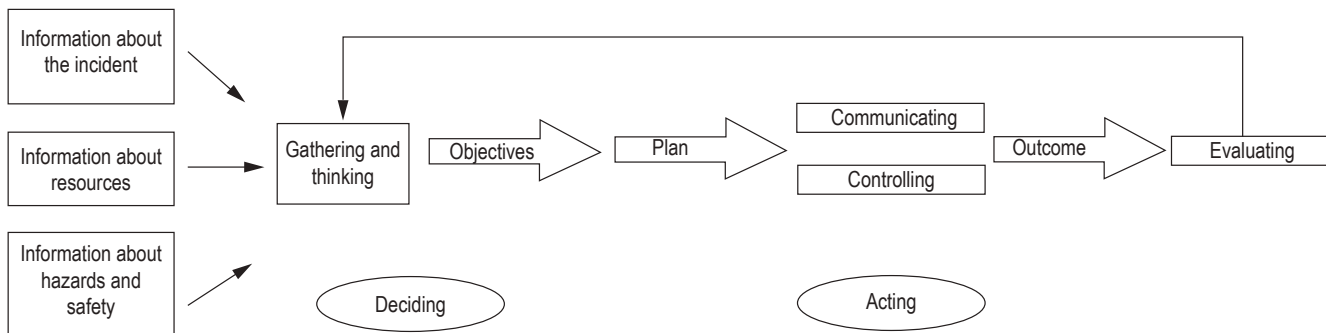 Information about
the incident
Information about
resources
Information about
hazards and
safety
Gathering and
thinking
Objectives
Plan
Communicating
Controlling
Outcome
Evaluating
Deciding
Acting